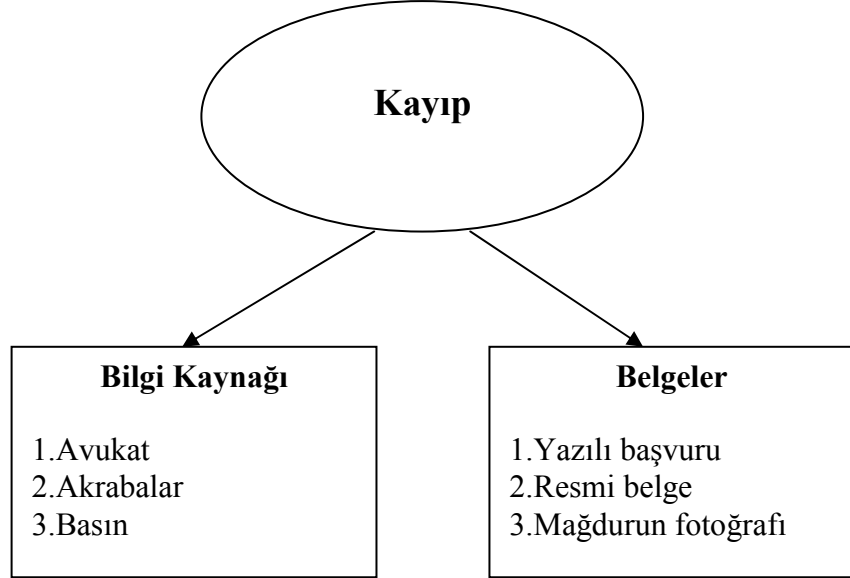 Kayıp
Bilgi Kaynağı
1.Avukat
2.Akrabalar
3.Basın
Belgeler
1.Yazılı başvuru
2.Resmi belge
3.Mağdurun fotoğrafı